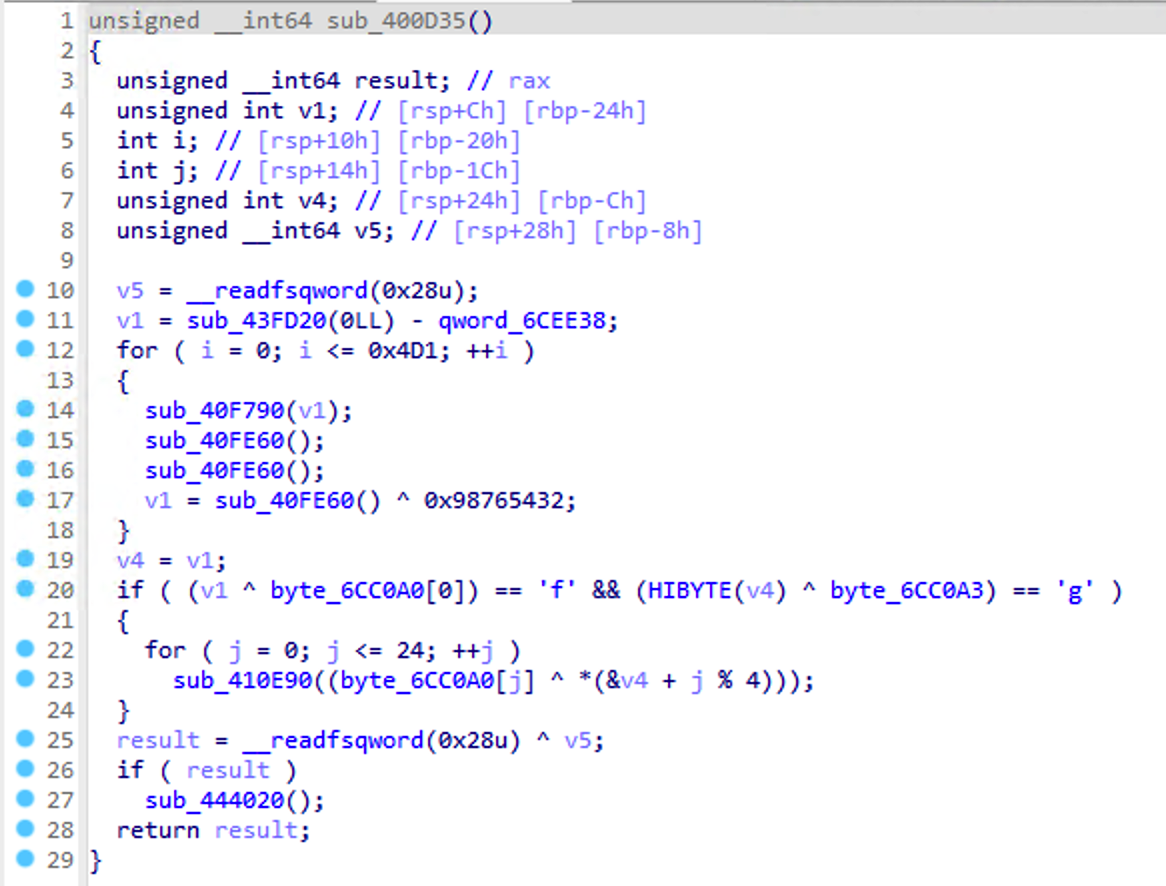 1 unsigned __int64 sub_400D35()
2 {
3 unsigned __int64 result; // rax
4 unsigned int v1; // [rsp+Ch] [rbp-24h]
5 int i; // [rsp+10h] [rbp-20h]
6 int j; // [rsp+14h] [rbp-1Ch]
7 unsigned int v4; // [rsp+24h] [rbp-Ch]
8 unsigned __int64 v5; // [rsp+28h] [rbp-8h]
9
10 v5 = __readfsqword(0x28u);
11 v1 = sub_43FD20(0LL) - qword_6CEE38;
12 for ( i = 0; i <= 0x4D1; ++i )
13 {
14 sub_40F790(v1);
15 sub_40FE60();
16 sub_40FE60();
17 v1 = sub_40FE60() ^ 0x98765432;
18 }
19 v4 = v1;
20 if ( (v1 ^ byte_6CC0A0[0]) == 'f' && (HIBYTE(v4) ^ byte_6CC0A3) == 'g' )
21 {
22 for ( j = 0; j <= 24; ++j )
23 sub_410E90((byte_6CC0A0[j] ^ *(&v4 + j % 4)));
24 }
25 result = __readfsqword(0x28u) ^ v5;
26 if ( result )
27 sub_444020();
28 return result;
29 }